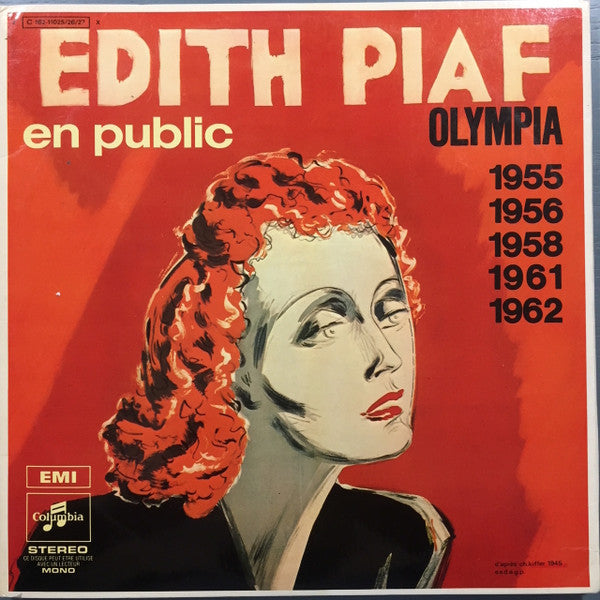 C 162-11025/26/27 X
EDITH PIAF
en public
OLYMPIA
1955
1956
1958
1961
1962
EMI
Columbia
STEREO
CE DISQUE PEUT ETRE UTILISE
AVEC UN LECTEUR
MONO
d'après ch.kiffer 1945
s.p.d.e.g.p.